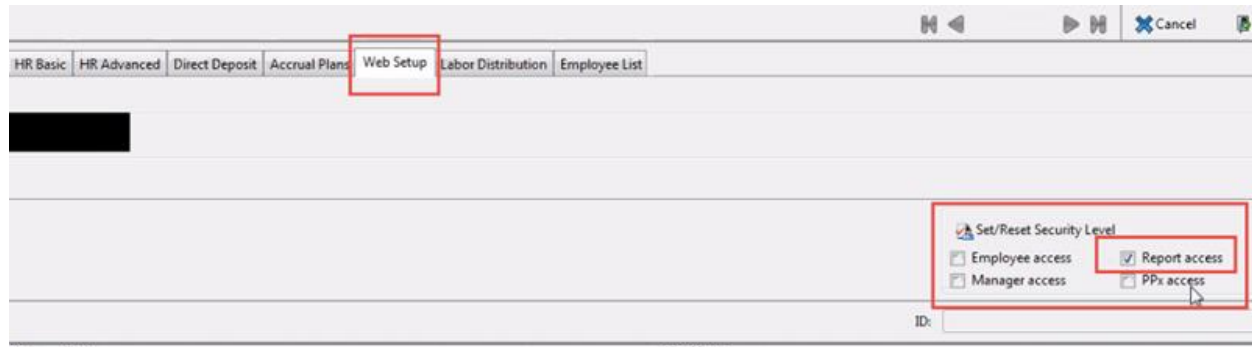 Cancel
HR Basic HR Advanced Direct Deposit Accrual Plans Web Setup Labor Distribution Employee List
Set/Reset Security Level
Employee access Report access
Manager access PPx access
ID: